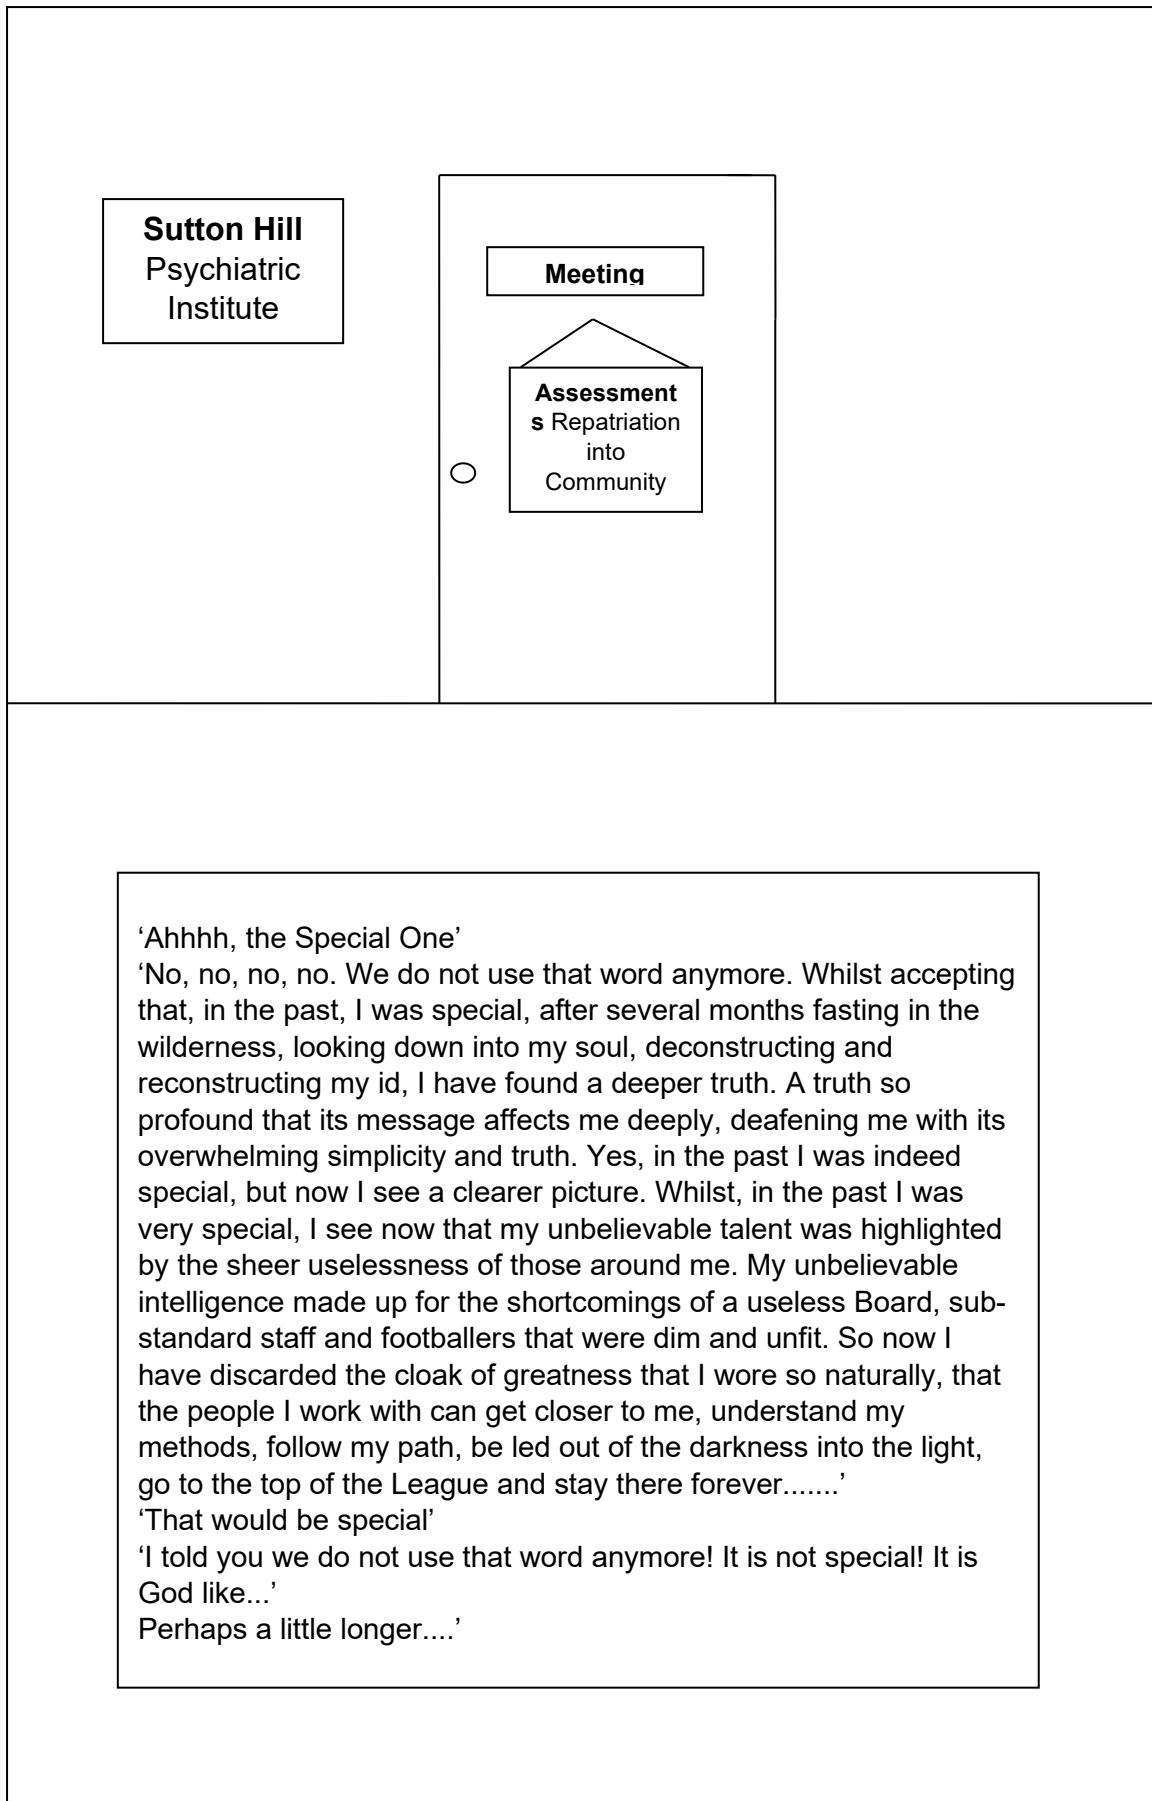 Sutton Hill
Psychiatric
Institute
Meeting
Assessment
s Repatriation
into
Community
‘Ahhhh, the Special One’
‘No, no, no, no. We do not use that word anymore. Whilst accepting
that, in the past, I was special, after several months fasting in the
wilderness, looking down into my soul, deconstructing and
reconstructing my id, I have found a deeper truth. A truth so
profound that its message affects me deeply, deafening me with its
overwhelming simplicity and truth. Yes, in the past I was indeed
special, but now I see a clearer picture. Whilst, in the past I was
very special, I see now that my unbelievable talent was highlighted
by the sheer uselessness of those around me. My unbelievable
intelligence made up for the shortcomings of a useless Board, sub-
standard staff and footballers that were dim and unfit. So now I
have discarded the cloak of greatness that I wore so naturally, that
the people I work with can get closer to me, understand my
methods, follow my path, be led out of the darkness into the light,
go to the top of the League and stay there forever.......’
‘That would be special’
‘I told you we do not use that word anymore! It is not special! It is
God like...’
Perhaps a little longer....’